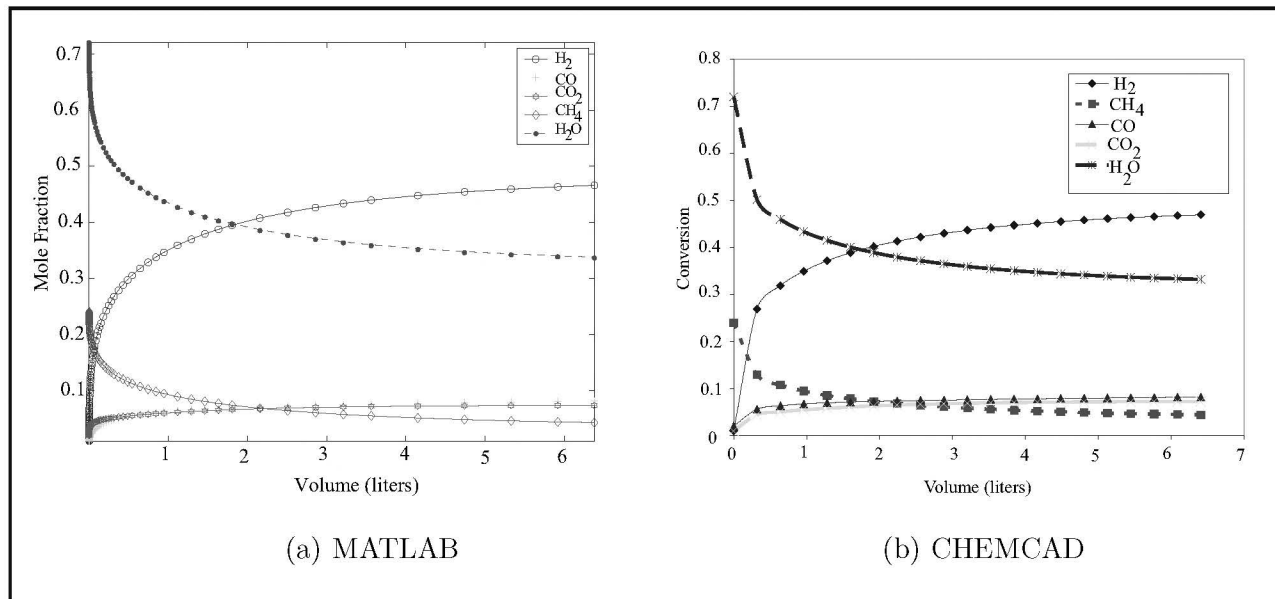 0.7
0.6
0.5
0.4
0.3
0.2
0.1
Mole Fraction
1
2
3
4
5
6
Volume (liters)
H2
CO
CO2
CH4
H2O
(a) MATLAB
0.8
0.7
0.6
0.5
0.4
0.3
0.2
0.1
0
Conversion
0
1
2
3
4
5
6
7
Volume (liters)
H2
CH4
CO
CO2
H2O
(b) CHEMCAD